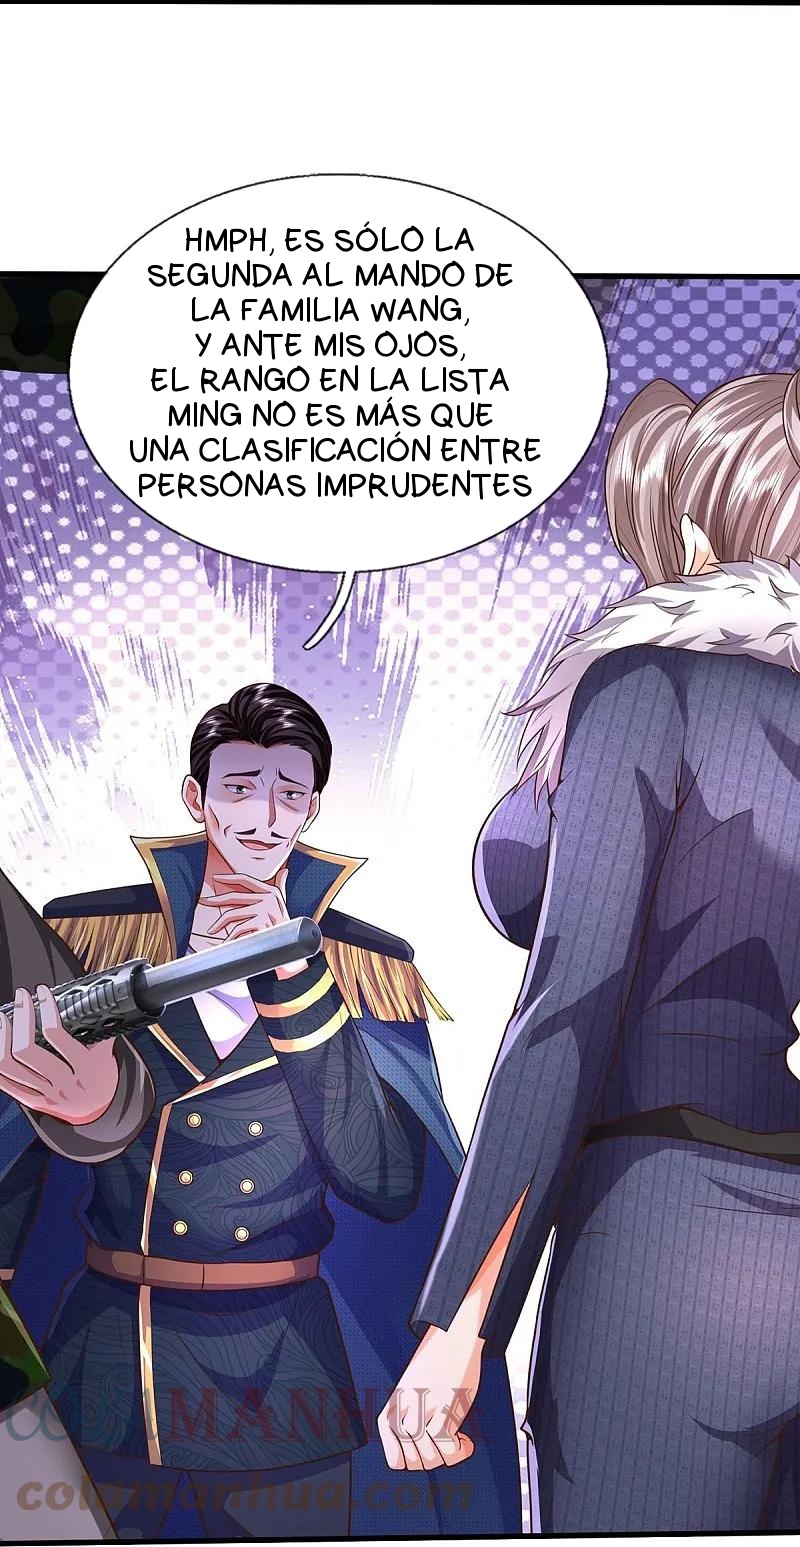 HMPH, ES SÓLO LA
SEGUNDA AL MANDO DE
LA FAMILIA WANG,
Y ANTE MIS OJOS,
EL RANGO EN LA LISTA
MING NO ES MÁS QUE
UNA CLASIFICACIÓN ENTRE
PERSONAS IMPRUDENTES
COLAMANHUA
colamanhua.com